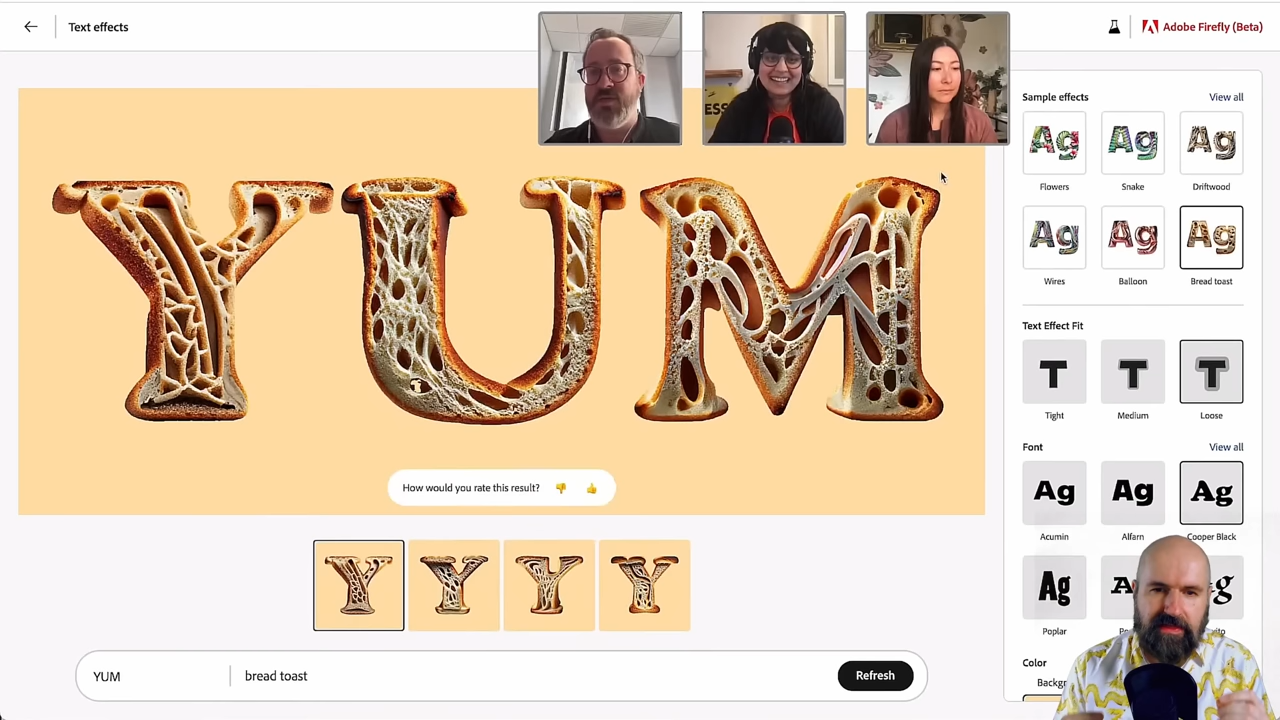 Text effects
Adobe Firefly (Beta)
ESS
YUM
How would you rate this result?
YUM
bread toast
Refresh
Sample effects
View all
Ag
Ag
Ag
Flowers
Snake
Driftwood
Ag
Ag
Ag
Wires
Balloon
Bread toast
Text Effect Fit
T
T
T
Tight
Medium
Loose
Font
View all
Ag
Ag
Ag
Acumin
Alfarn
Cooper Black
Ag
A
g
Poplar
Color
Y
Y
Y
Y